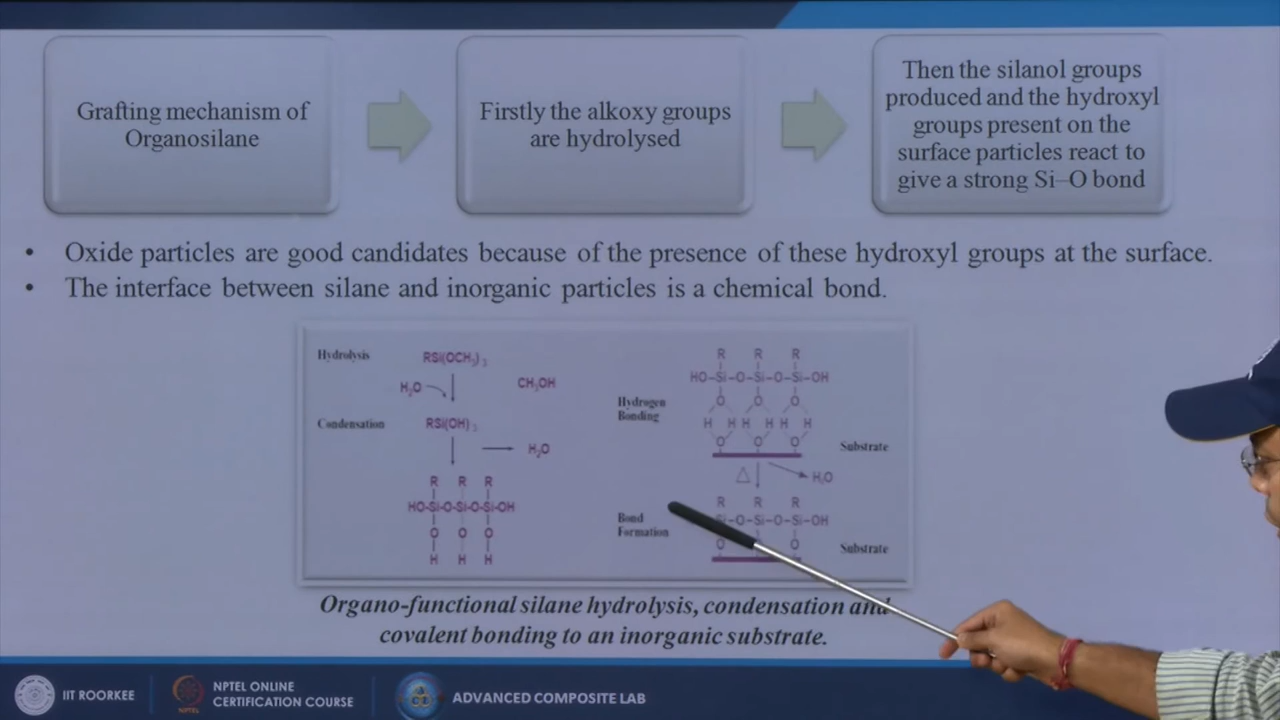 Grafting mechanism of
Organosilane
Firstly the alkoxy groups
are hydrolysed
Then the silanol groups
produced and the hydroxyl
groups present on the
surface particles react to
give a strong Si–O bond
• Oxide particles are good candidates because of the presence of these hydroxyl groups at the surface.
• The interface between silane and inorganic particles is a chemical bond.
Hydrolysis
RSi(OCH₃)₃
H₂O
CH₃OH
Condensation
RSi(OH)₃
H₂O
R R R
HO-Si-O-Si-O-Si-OH
O O O
H H H
Hydrogen
Bonding
R R R
HO-Si-O-Si-O-Si-OH
O O O
H H H H H H
O O O
Substrate
△
H₂O
Bond
Formation
R R R
-O-Si-O-Si-OH
O O
Substrate
Organo-functional silane hydrolysis, condensation and
covalent bonding to an inorganic substrate.
IIT ROORKEE
NPTEL
NPTEL ONLINE
CERTIFICATION COURSE
ADVANCED COMPOSITE LAB